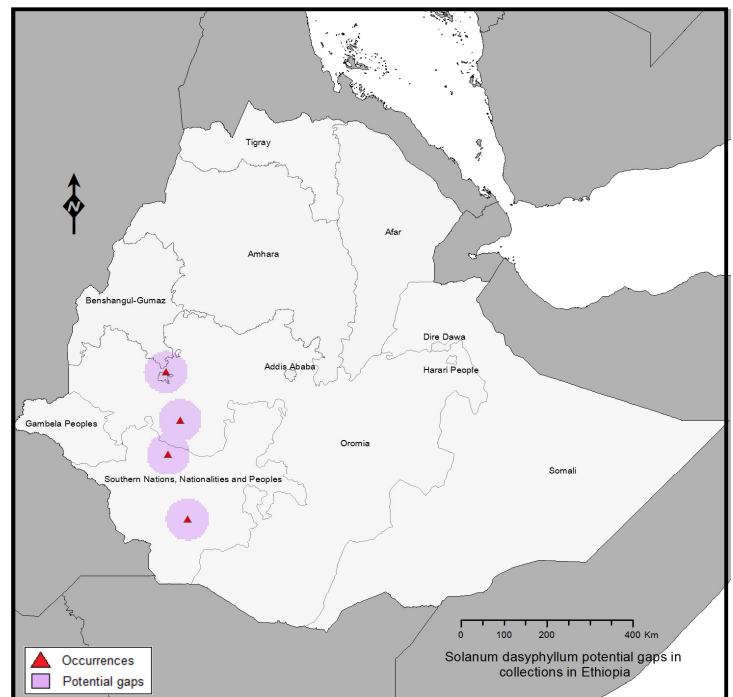 Tigray
Afar
Amhara
Benshangul-Gumaz
Dire Dawa
Addis Ababa
Harari People
Gambela Peoples
Oromia
Somali
Southern Nations, Nationalities and Peoples
N
0 100 200 400 Km
Solanum dasyphyllum potential gaps in
collections in Ethiopia
Occurrences
Potential gaps